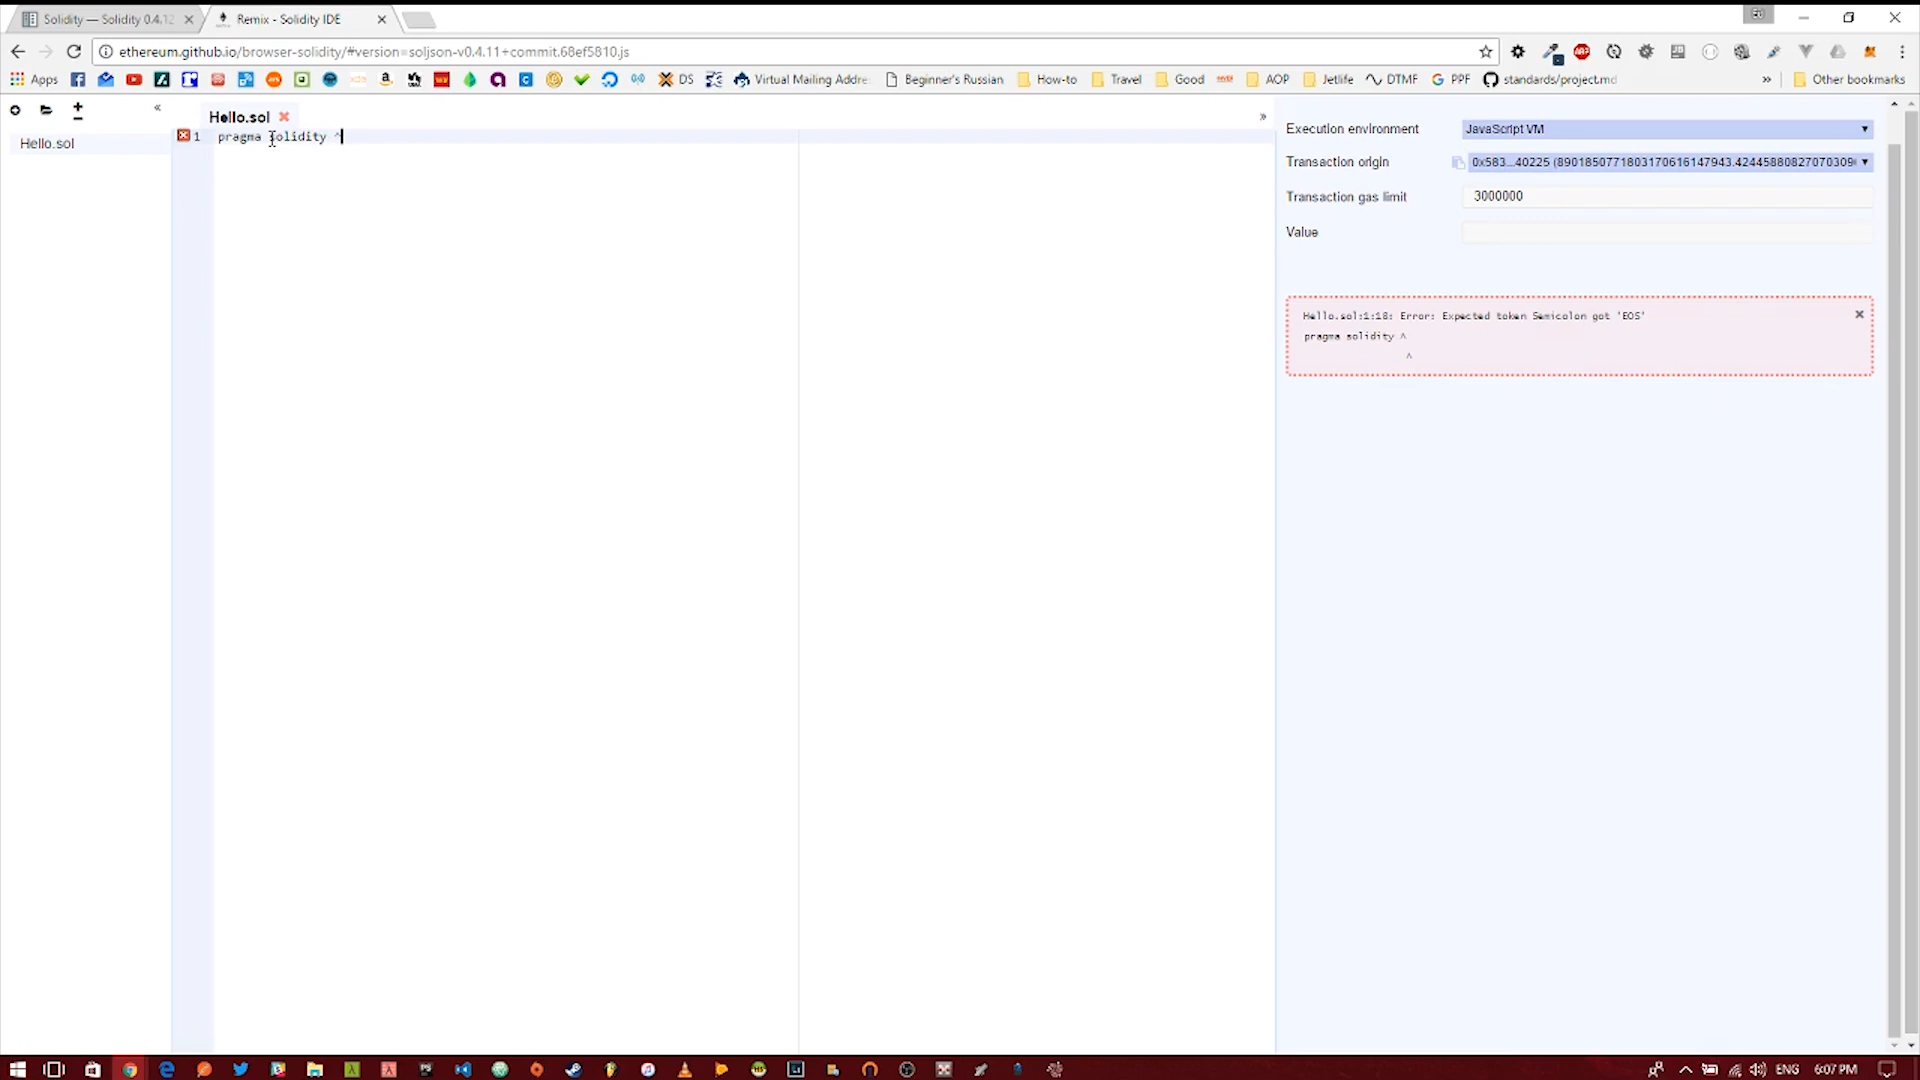 Solidity — Solidity 0.4.12
Remix - Solidity IDE
ethereum.github.io/browser-solidity/#version=soljson-v0.4.11+commit.68ef5810.js
Apps
DS
Virtual Mailing Addre
Beginner's Russian
How-to
Travel
Good
AOP
Jetlife
DTMF
PPF
standards/project.md
»
Other bookmarks
«
Hello.sol
»
Hello.sol
1 pragma solidity ^
Execution environment
JavaScript VM
Transaction origin
Transaction gas limit
3000000
Value
Hello.sol:1:18: Error: Expected token Semicolon got 'EOS'
pragma solidity ^
^
ENG
6:07 PM